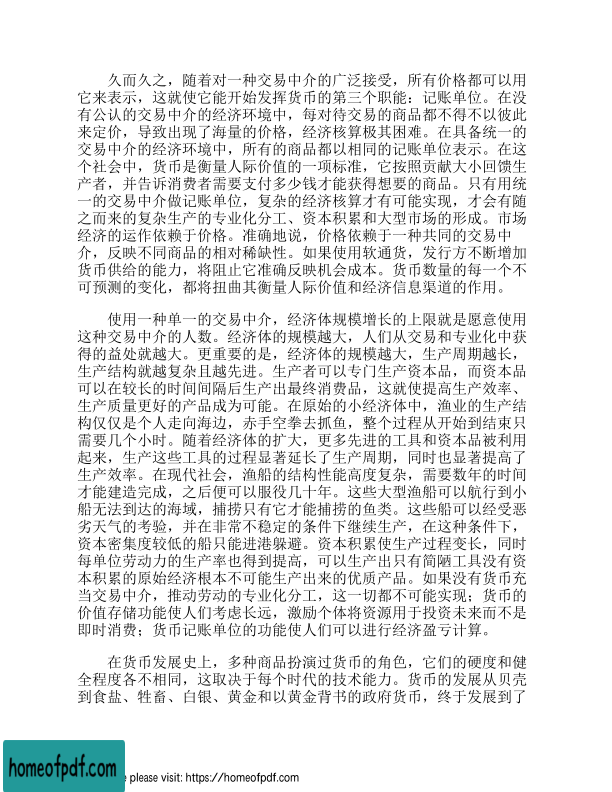 久而久之，随着对一种交易中介的广泛接受，所有价格都可以用
它来表示，这就使它能开始发挥货币的第三个职能：记账单位。在没
有公认的交易中介的经济环境中，每对待交易的商品都不得不以彼此
来定价，导致出现了海量的价格，经济核算极其困难。在具备统一的
交易中介的经济环境中，所有的商品都以相同的记账单位表示。在这
个社会中，货币是衡量人际价值的一项标准，它按照贡献大小回馈生
产者，并告诉消费者需要支付多少钱才能获得想要的商品。只有用统
一的交易中介做记账单位，复杂的经济核算才有可能实现，才会有随
之而来的复杂生产的专业化分工、资本积累和大型市场的形成。市场
经济的运作依赖于价格。准确地说，价格依赖于一种共同的交易中
介，反映不同商品的相对稀缺性。如果使用软通货，发行方不断增加
货币供给的能力，将阻止它准确反映机会成本。货币数量的每一个不
可预测的变化，都将扭曲其衡量人际价值和经济信息渠道的作用。
使用一种单一的交易中介，经济体规模增长的上限就是愿意使用
这种交易中介的人数。经济体的规模越大，人们从交易和专业化中获
得的益处就越大。更重要的是，经济体的规模越大，生产周期越长，
生产结构就越复杂且越先进。生产者可以专门生产资本品，而资本品
可以在较长的时间间隔后生产出最终消费品，这就使提高生产效率、
生产质量更好的产品成为可能。在原始的小经济体中，渔业的生产结
构仅仅是个人走向海边，赤手空拳去抓鱼，整个过程从开始到结束只
需要几个小时。随着经济体的扩大，更多先进的工具和资本品被利用
起来，生产这些工具的过程显著延长了生产周期，同时也显著提高了
生产效率。在现代社会，渔船的结构性能高度复杂，需要数年的时间
才能建造完成，之后便可以服役几十年。这些大型渔船可以航行到小
船无法到达的海域，捕捞只有它才能捕捞的鱼类。这些船可以经受恶
劣天气的考验，并在非常不稳定的条件下继续生产，在这种条件下，
资本密集度较低的船只能进港躲避。资本积累使生产过程变长，同时
每单位劳动力的生产率也得到提高，可以生产出只有简陋工具没有资
本积累的原始经济根本不可能生产出来的优质产品。如果没有货币充
当交易中介，推动劳动的专业化分工，这一切都不可能实现；货币的
价值存储功能使人们考虑长远，激励个体将资源用于投资未来而不是
即时消费；货币记账单位的功能使人们可以进行经济盈亏计算。
在货币发展史上，多种商品扮演过货币的角色，它们的硬度和健
全程度各不相同，这取决于每个时代的技术能力。货币的发展从贝壳
到食盐、牲畜、白银、黄金和以黄金背书的政府货币，终于发展到了
homeofpdf.com
please visit: https://homeofpdf.com